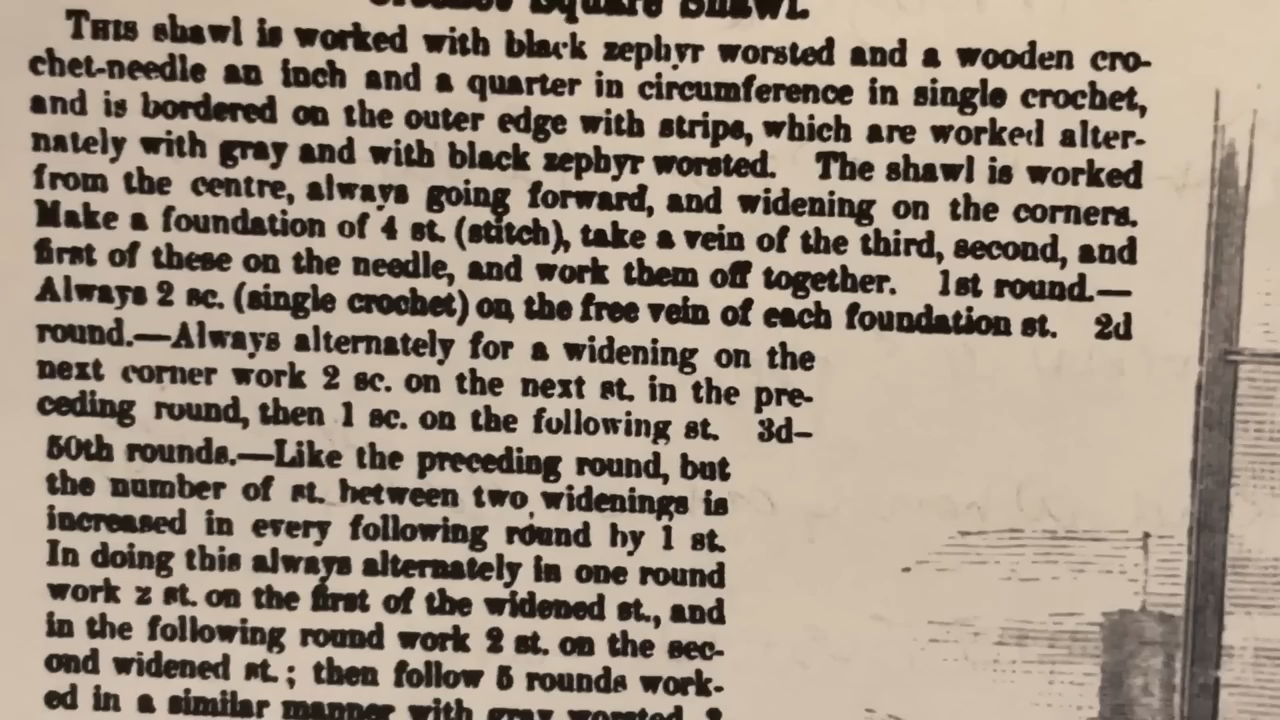 Crochet Square Shawl.
THIS shawl is worked with black zephyr worsted and a wooden cro-
chet-needle an inch and a quarter in circumference in single crochet,
and is bordered on the outer edge with strips, which are worked alter-
nately with gray and with black zephyr worsted. The shawl is worked
from the centre, always going forward, and widening on the corners.
Make a foundation of 4 st. (stitch), take a vein of the third, second, and
first of these on the needle, and work them off together. 1st round.—
Always 2 sc. (single crochet) on the free vein of each foundation st. 2d
round.—Always alternately for a widening on the
next corner work 2 sc. on the next st. in the pre-
ceding round, then 1 sc. on the following st. 3d–
50th rounds.—Like the preceding round, but
the number of st. between two widenings is
increased in every following round by 1 st.
In doing this always alternately in one round
work 2 st. on the first of the widened st., and
in the following round work 2 st. on the sec-
ond widened st.; then follow 5 rounds work-
ed in a similar manner with gray worsted,